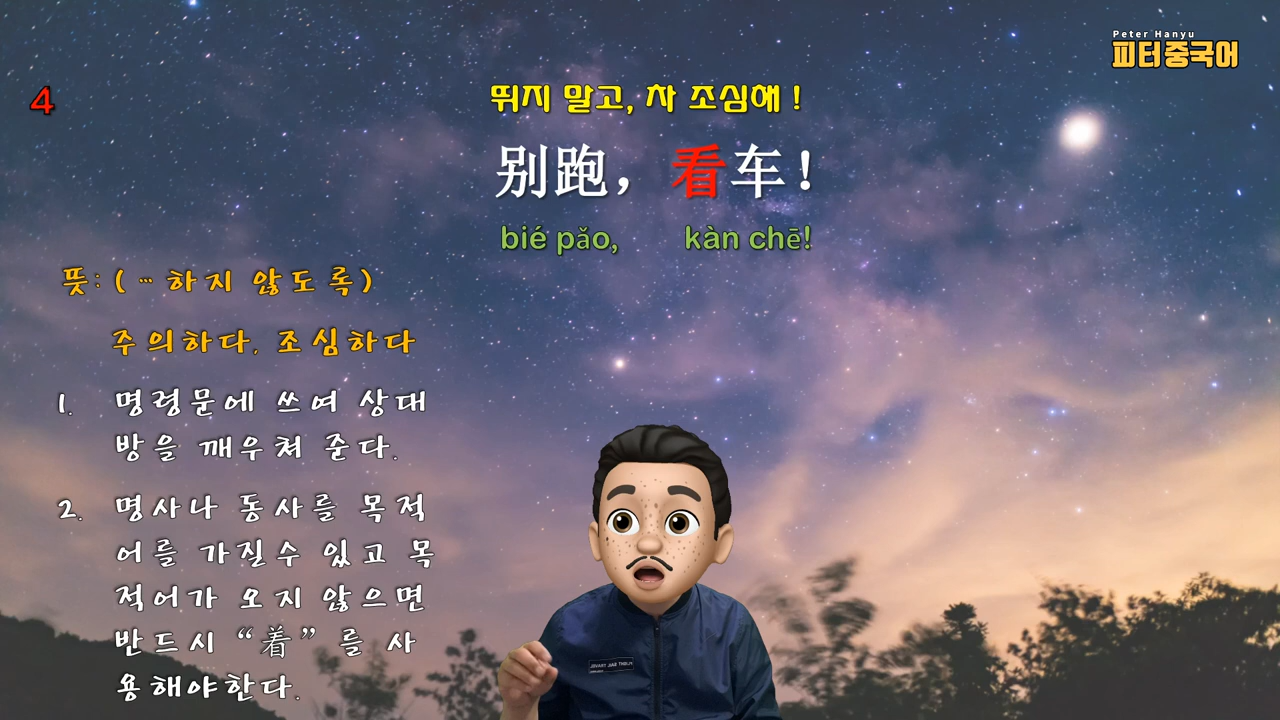 Peter Hanyu
피터중국어
4
뛰지 말고, 차 조심해 !
别跑，看车！
bié pǎo, kàn chē!
뜻: ( … 하지 않도록)
주의하다, 조심하다
1. 명령문에 쓰여 상대
방을 깨우쳐 준다.
2. 명사나 동사를 목적
어를 가질수 있고 목
적어가 오지 않으면
반드시 “着” 를 사
용해야한다.